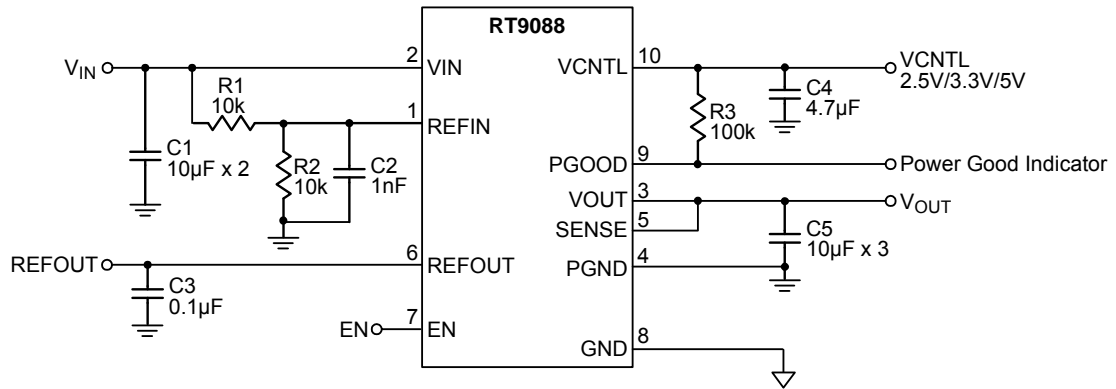 RT9088
V_IN
2
VIN
R1
10k
1
REFIN
C1
10µF x 2
R2
10k
C2
1nF
REFOUT
6
REFOUT
C3
0.1µF
EN
7
EN
VCNTL
10
VCNTL
2.5V/3.3V/5V
C4
4.7µF
R3
100k
PGOOD
9
Power Good Indicator
VOUT
3
V_OUT
SENSE
5
C5
10µF x 3
PGND
4
GND
8